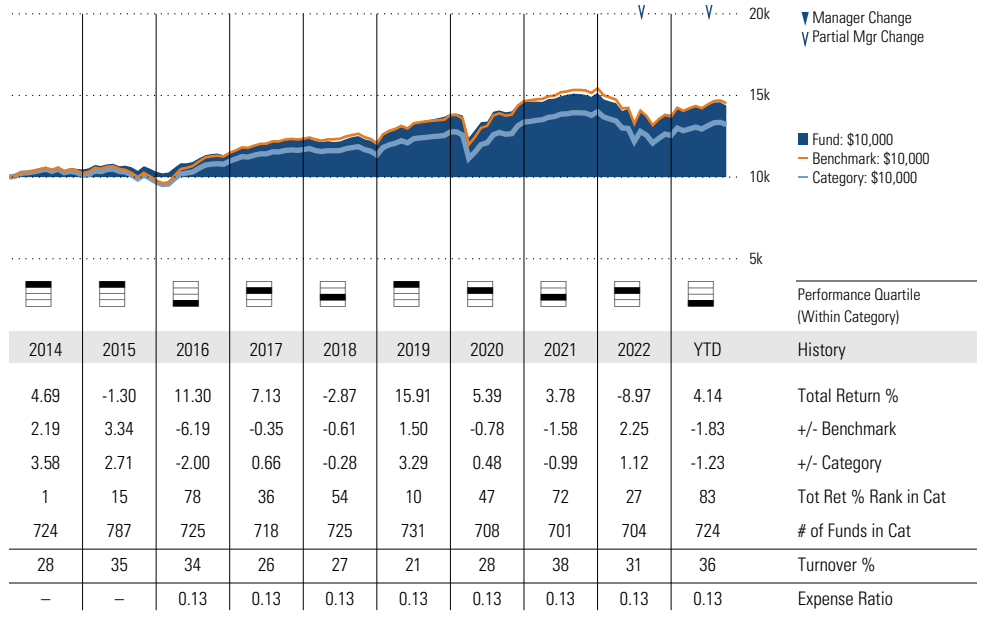 20k
▼ Manager Change
V Partial Mgr Change
15k
Fund: $10,000
Benchmark: $10,000
Category: $10,000
10k
5k
Performance Quartile
(Within Category)
2014 2015 2016 2017 2018 2019 2020 2021 2022 YTD History
4.69 -1.30 11.30 7.13 -2.87 15.91 5.39 3.78 -8.97 4.14 Total Return %
2.19 3.34 -6.19 -0.35 -0.61 1.50 -0.78 -1.58 2.25 -1.83 +/- Benchmark
3.58 2.71 -2.00 0.66 -0.28 3.29 0.48 -0.99 1.12 -1.23 +/- Category
1 15 78 36 54 10 47 72 27 83 Tot Ret % Rank in Cat
724 787 725 718 725 731 708 701 704 724 # of Funds in Cat
28 35 34 26 27 21 28 38 31 36 Turnover %
– – 0.13 0.13 0.13 0.13 0.13 0.13 0.13 0.13 Expense Ratio